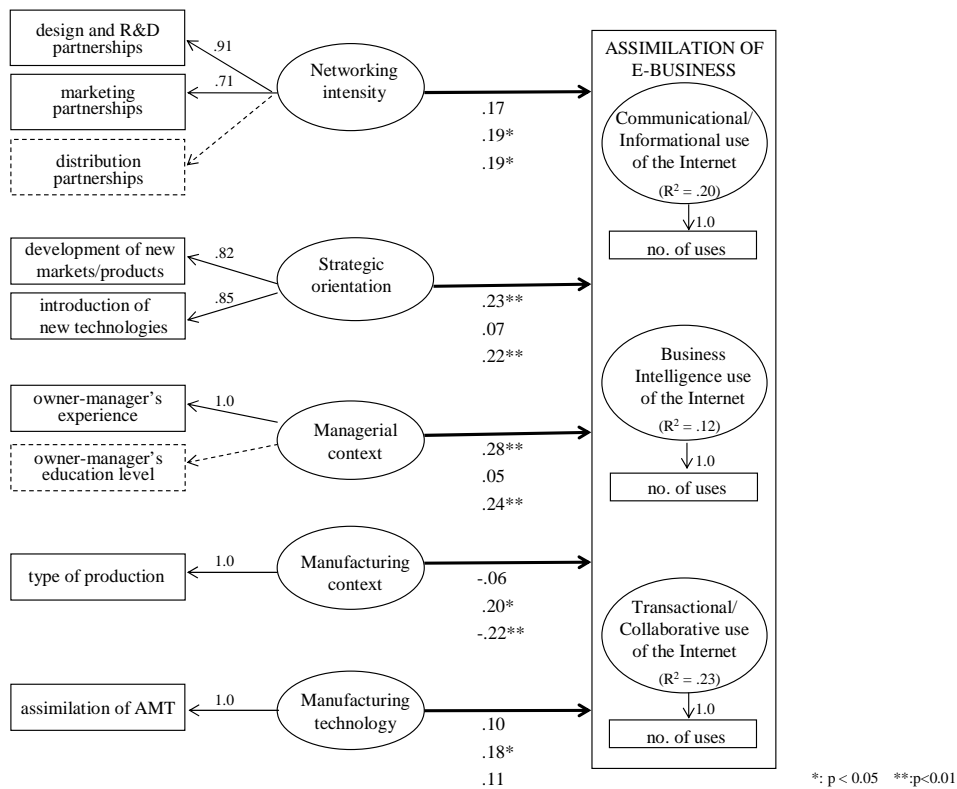 design and R&D
partnerships
.91
marketing
partnerships
.71
distribution
partnerships
Networking
intensity
.17
.19*
.19*
development of new
markets/products
.82
introduction of
new technologies
.85
Strategic
orientation
.23**
.07
.22**
owner-manager’s
experience
1.0
owner-manager’s
education level
Managerial
context
.28**
.05
.24**
type of production
1.0
Manufacturing
context
-.06
.20*
-.22**
assimilation of AMT
1.0
Manufacturing
technology
.10
.18*
.11
ASSIMILATION OF
E-BUSINESS
Communicational/
Informational use
of the Internet
(R² = .20)
1.0
no. of uses
Business
Intelligence use
of the Internet
(R² = .12)
1.0
no. of uses
Transactional/
Collaborative use
of the Internet
(R² = .23)
1.0
no. of uses
*: p < 0.05 **:p<0.01